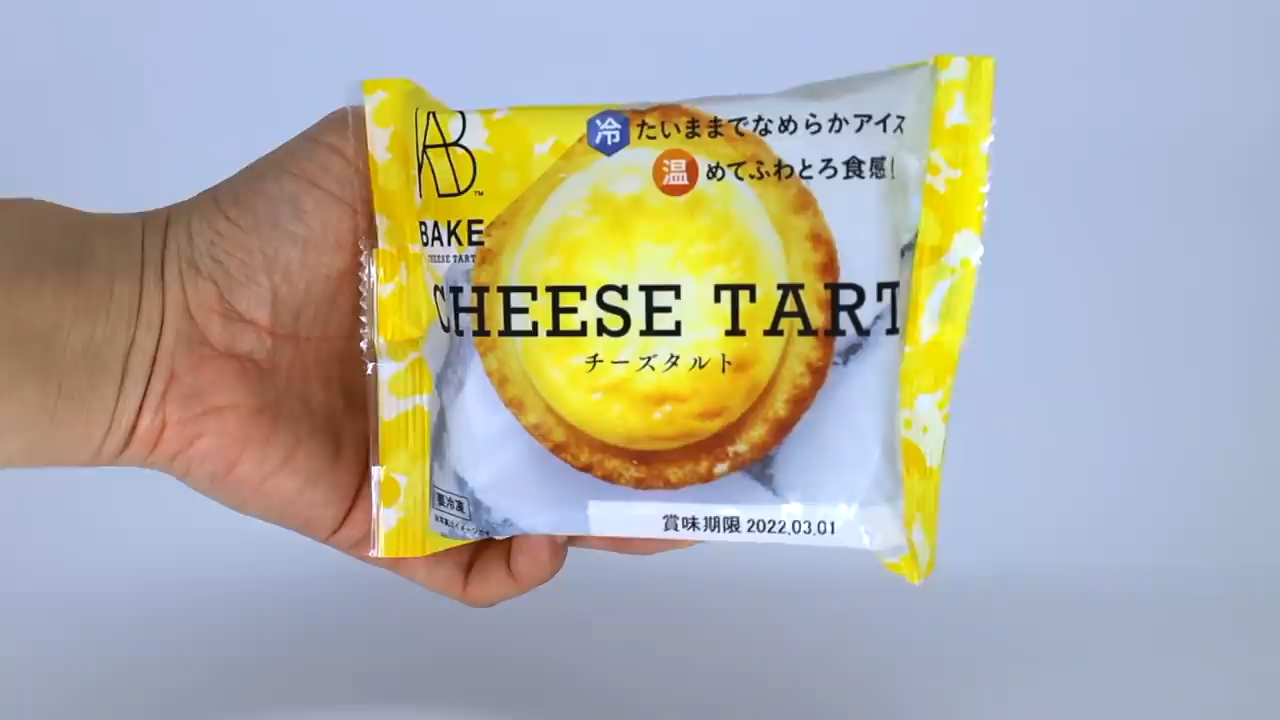 冷たいままでなめらかアイス
温めてふわとろ食感!
BAKE
CHEESE TART
CHEESE TART
チーズタルト
要冷凍
賞味期限 2022.03.01